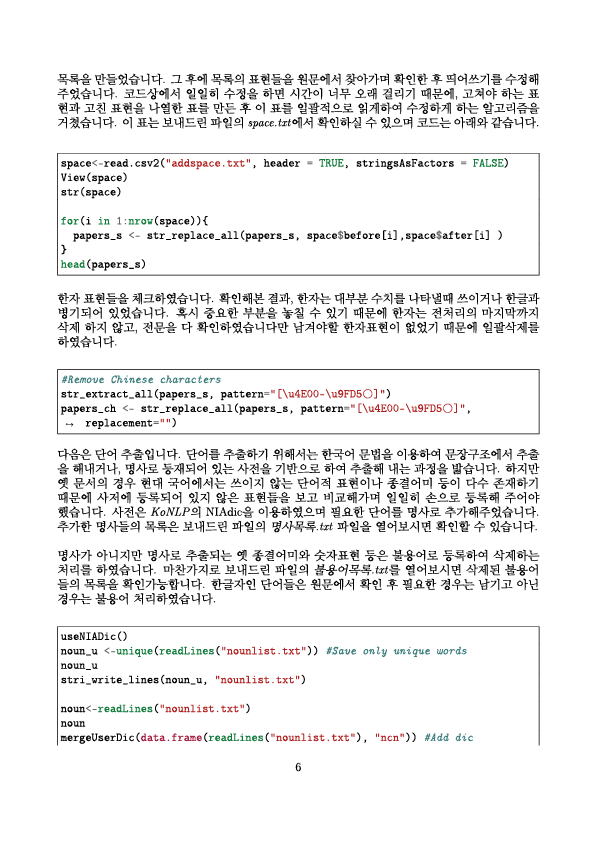 목록을 만들었습니다. 그 후에 목록의 표현들을 원문에서 찾아가며 확인한 후 띄어쓰기를 수정해
주었습니다. 코드상에서 일일히 수정을 하면 시간이 너무 오래 걸리기 때문에, 고쳐야 하는 표
현과 고친 표현을 나열한 표를 만든 후 이 표를 일괄적으로 읽게하여 수정하게 하는 알고리즘을
거쳤습니다. 이 표는 보내드린 파일의 space.txt에서 확인하실 수 있으며 코드는 아래와 같습니다.
space<-read.csv2("addspace.txt", header = TRUE, stringsAsFactors = FALSE)
View(space)
str(space)
for(i in 1:nrow(space)){
  papers_s <- str_replace_all(papers_s, space$before[i],space$after[i] )
}
head(papers_s)
한자 표현들을 체크하였습니다. 확인해본 결과, 한자는 대부분 수치를 나타낼때 쓰이거나 한글과
병기되어 있었습니다. 혹시 중요한 부분을 놓칠 수 있기 때문에 한자는 전처리의 마지막까지
삭제 하지 않고, 전문을 다 확인하였습니다만 남겨야할 한자표현이 없었기 때문에 일괄삭제를
하였습니다.
#Remove Chinese characters
str_extract_all(papers_s, pattern="[\u4E00-\u9FD5〇]")
papers_ch <- str_replace_all(papers_s, pattern="[\u4E00-\u9FD5〇]",
↪ replacement="")
다음은 단어 추출입니다. 단어를 추출하기 위해서는 한국어 문법을 이용하여 문장구조에서 추출
을 해내거나, 명사로 등재되어 있는 사전을 기반으로 하여 추출해 내는 과정을 밟습니다. 하지만
옛 문서의 경우 현대 국어에서는 쓰이지 않는 단어적 표현이나 종결어미 등이 다수 존재하기
때문에 사저에 등록되어 있지 않은 표현들을 보고 비교해가며 일일히 손으로 등록해 주어야
했습니다. 사전은 KoNLP의 NIAdic을 이용하였으며 필요한 단어를 명사로 추가해주었습니다.
추가한 명사들의 목록은 보내드린 파일의 명사목록.txt 파일을 열어보시면 확인할 수 있습니다.
명사가 아니지만 명사로 추출되는 옛 종결어미와 숫자표현 등은 불용어로 등록하여 삭제하는
처리를 하였습니다. 마찬가지로 보내드린 파일의 불용어목록.txt를 열어보시면 삭제된 불용어
들의 목록을 확인가능합니다. 한글자인 단어들은 원문에서 확인 후 필요한 경우는 남기고 아닌
경우는 불용어 처리하였습니다.
useNIADic()
noun_u <-unique(readLines("nounlist.txt")) #Save only unique words
noun_u
stri_write_lines(noun_u, "nounlist.txt")
noun<-readLines("nounlist.txt")
noun
mergeUserDic(data.frame(readLines("nounlist.txt"), "ncn")) #Add dic
6